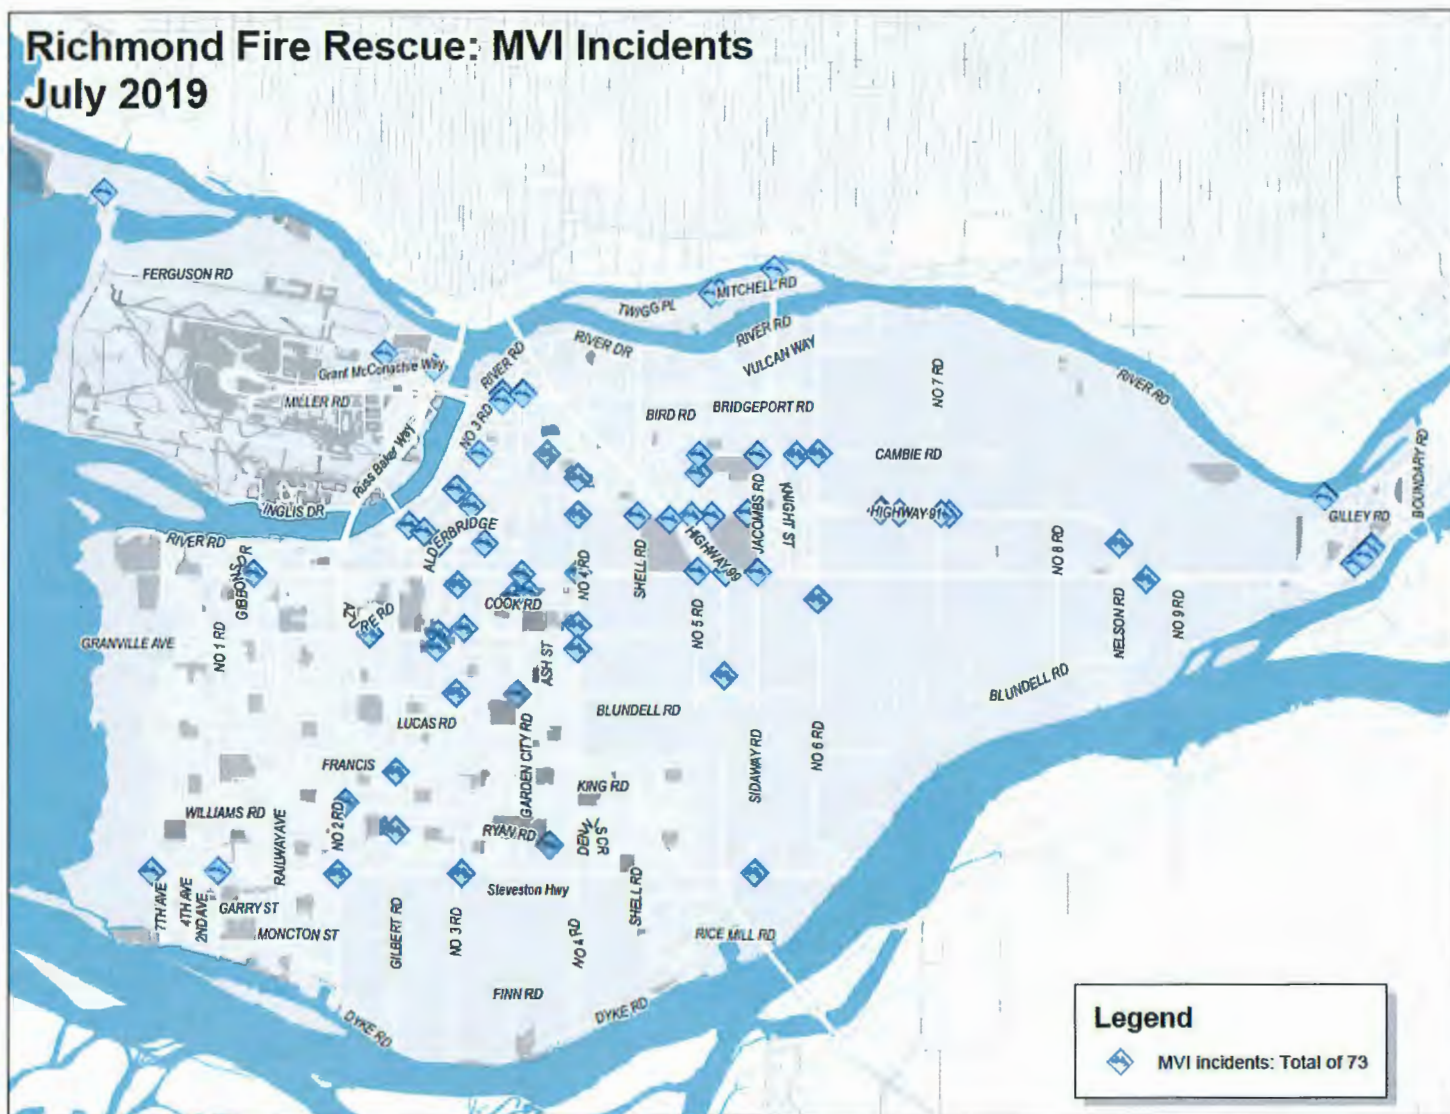 Richmond Fire Rescue: MVI Incidents
July 2019
FERGUSON RD
MITCHELL RD
TWIGG PL
RIVER RD
RIVER DR
VULCAN WAY
Grant McConachie Way
RIVER RD
MILLER RD
NO 7 RD
RIVER RD
BIRD RD
BRIDGEPORT RD
NO 3 RD
Russ Baker Way
CAMBIE RD
BOUNDARY RD
INGLIS DR
JACOBS RD
KNIGHT ST
HIGHWAY 91
GILLEY RD
ALDERBRIDGE
RIVER RD
HIGHWAY 99
GIBBONS DR
NO 4 RD
SHELL RD
NO 8 RD
COOK RD
AZURE RD
GRANVILLE AVE
NO 1 RD
NO 5 RD
NELSON RD
NO 9 RD
ASH ST
BLUNDELL RD
LUCAS RD
BLUNDELL RD
GARDEN CITY RD
SIDAWAY RD
NO 6 RD
FRANCIS
KING RD
WILLIAMS RD
RAILWAY AVE
NO 2 RD
RYAN RD
DENNIS CR
Steveston Hwy
SHELL RD
7TH AVE
4TH AVE
2ND AVE
GARRY ST
MONCTON ST
GILBERT RD
NO 3 RD
NO 4 RD
RICE MILL RD
FINN RD
DYKE RD
DYKE RD
Legend
MVI incidents: Total of 73